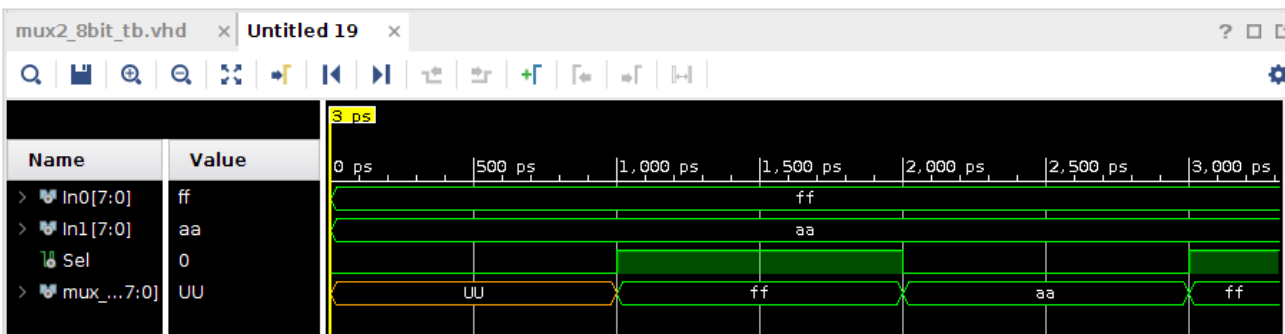 mux2_8bit_tb.vhd × Untitled 19 × ?
3 ps
Name Value 0 ps 500 ps 1,000 ps 1,500 ps 2,000 ps 2,500 ps 3,000 ps
> In0[7:0] ff ff
> In1[7:0] aa aa
Sel 0
> mux_...7:0] UU UU ff aa ff